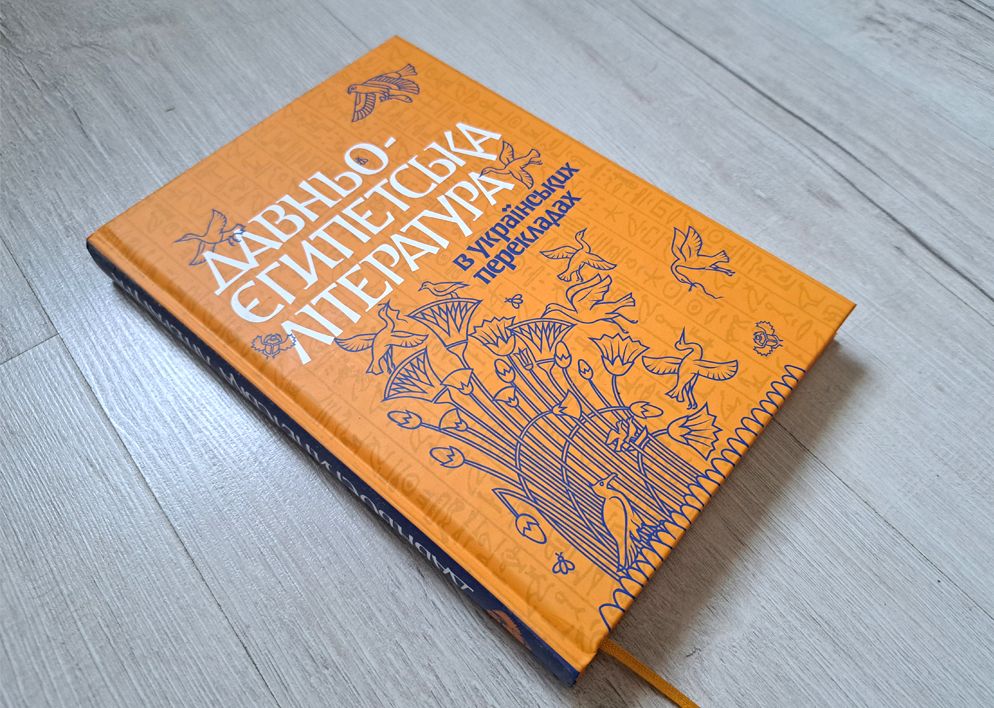 ДАВНЬО-
ЄГИПЕТСЬКА
ЛІТЕРАТУРА
в українських
перекладах